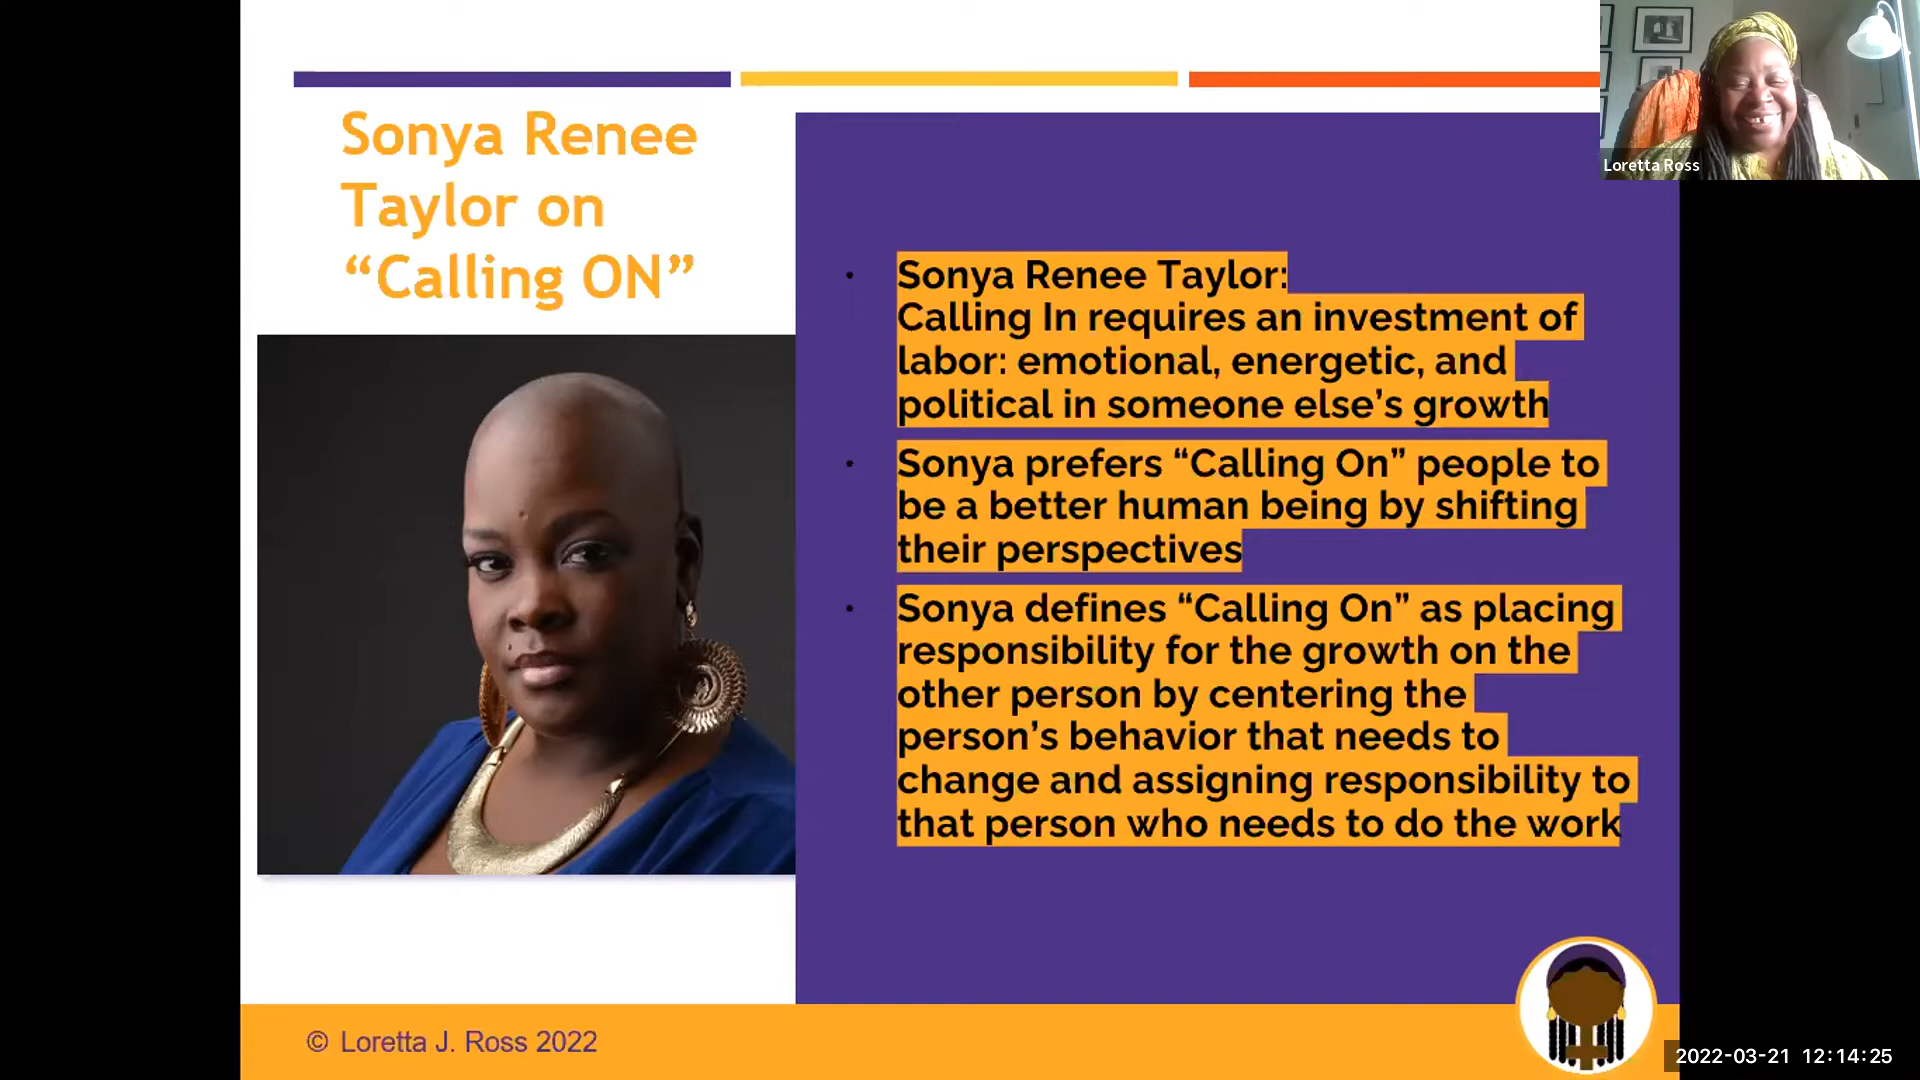 Sonya Renee
Taylor on
“Calling ON”
Sonya Renee Taylor:
Calling In requires an investment of
labor: emotional, energetic, and
political in someone else’s growth
Sonya prefers “Calling On” people to
be a better human being by shifting
their perspectives
Sonya defines “Calling On” as placing
responsibility for the growth on the
other person by centering the
person’s behavior that needs to
change and assigning responsibility to
that person who needs to do the work
© Loretta J. Ross 2022
Loretta Ross
2022-03-21 12:14:25